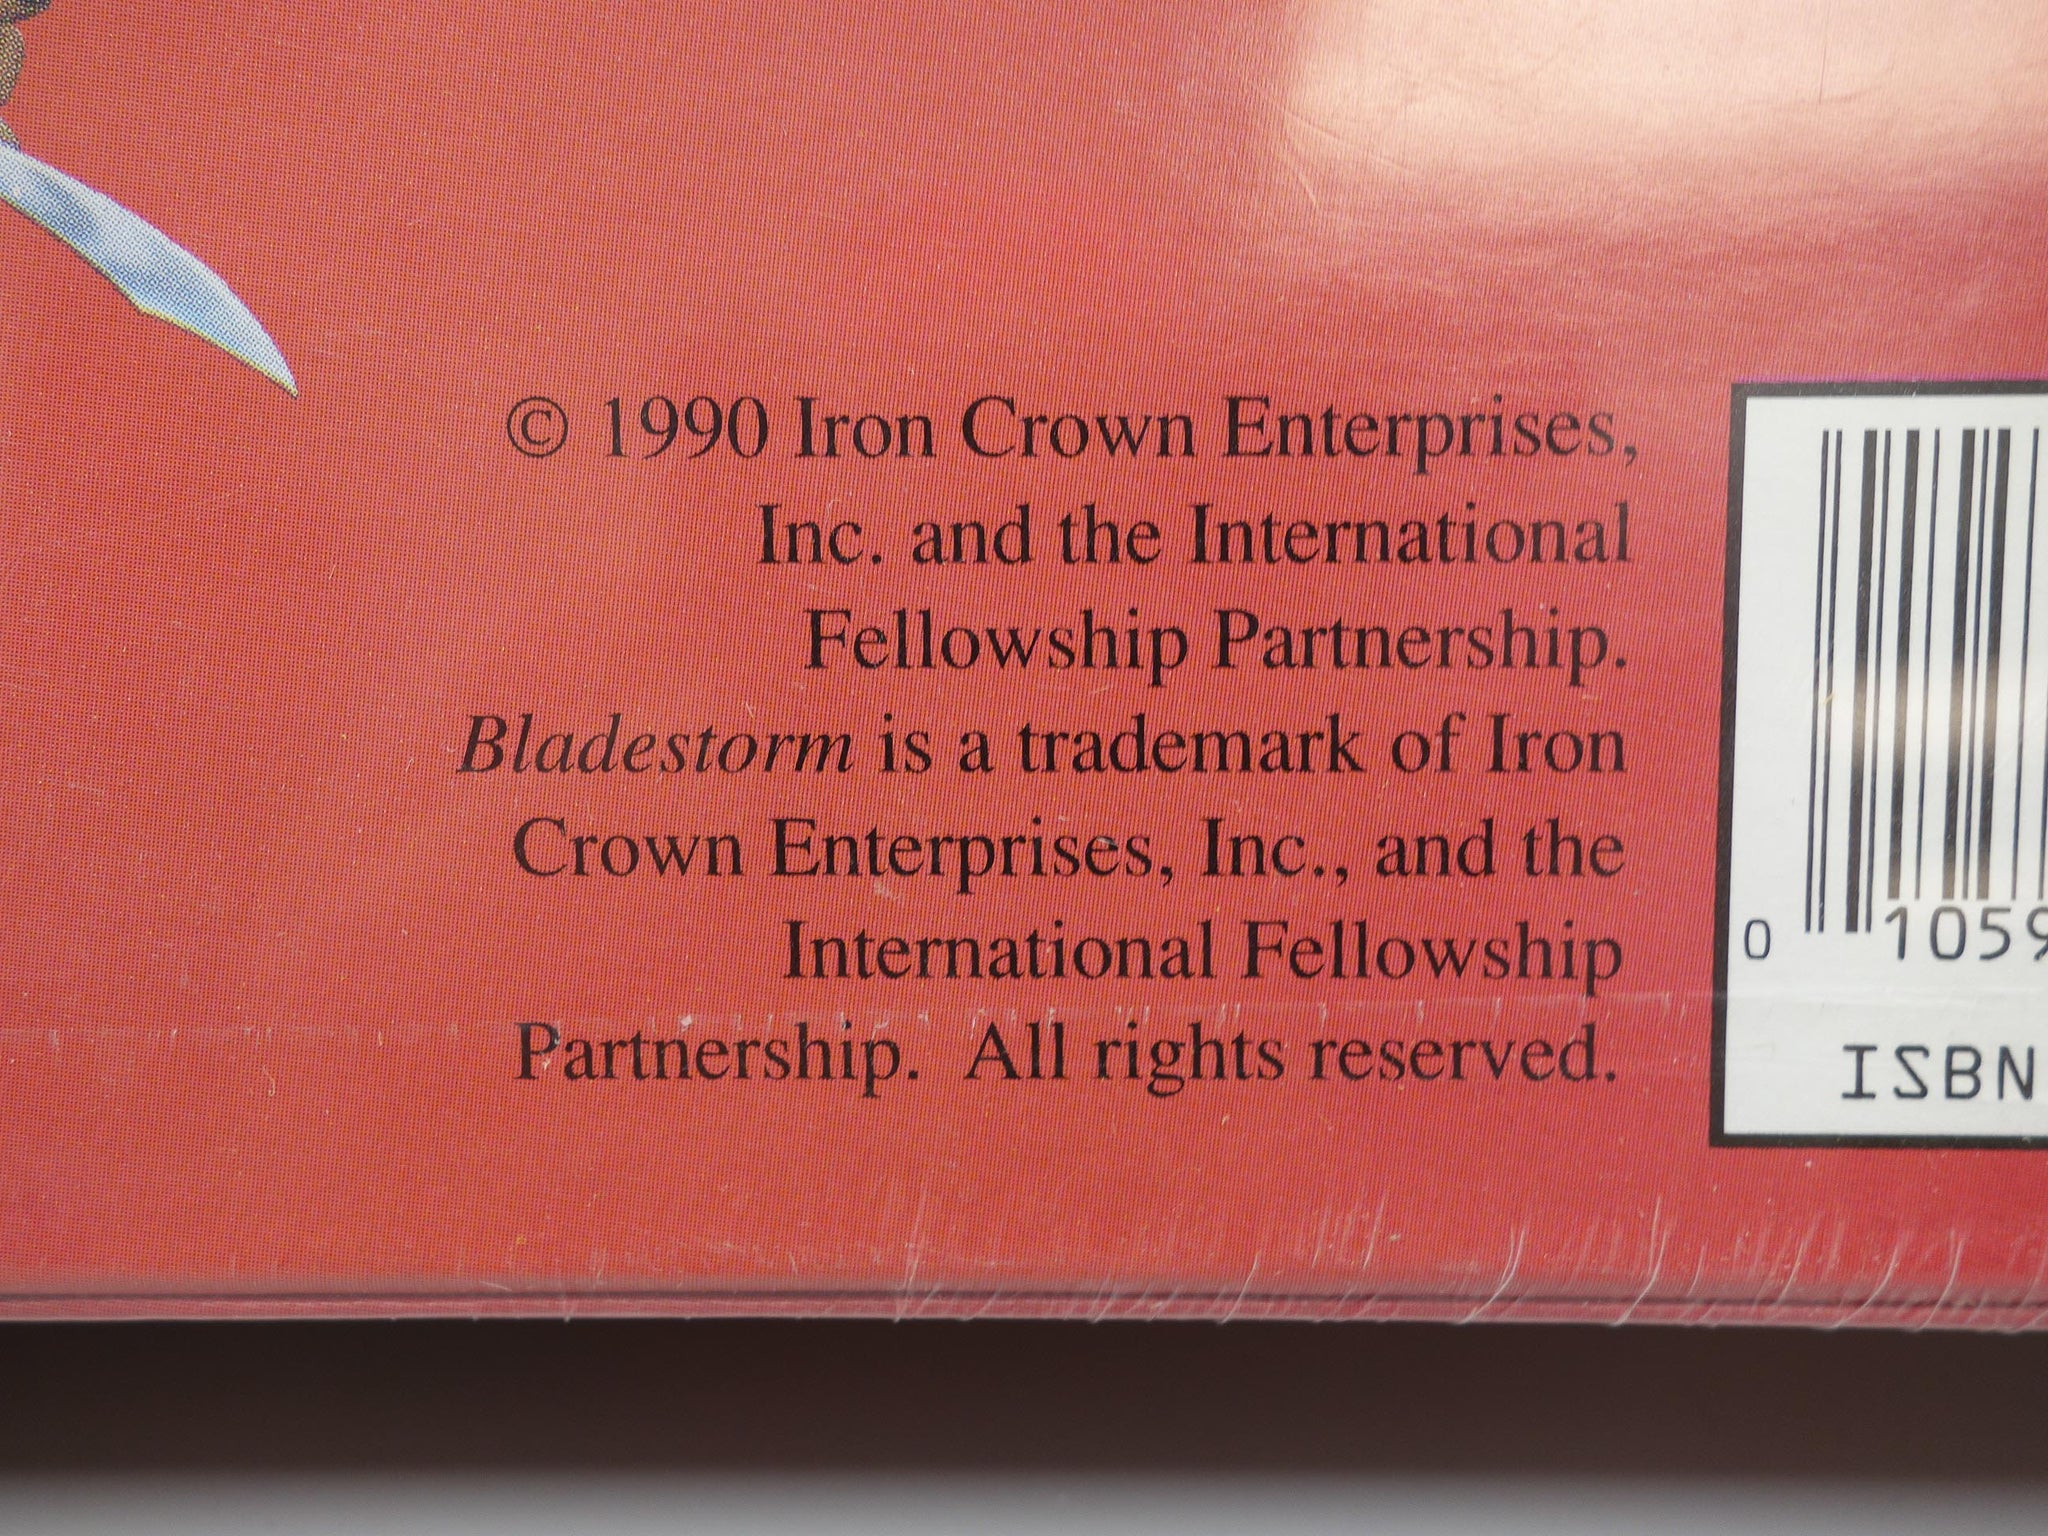 © 1990 Iron Crown Enterprises,
Inc. and the International
Fellowship Partnership.
Bladestorm is a trademark of Iron
Crown Enterprises, Inc., and the
International Fellowship
Partnership.  All rights reserved.
0 1059
ISBN